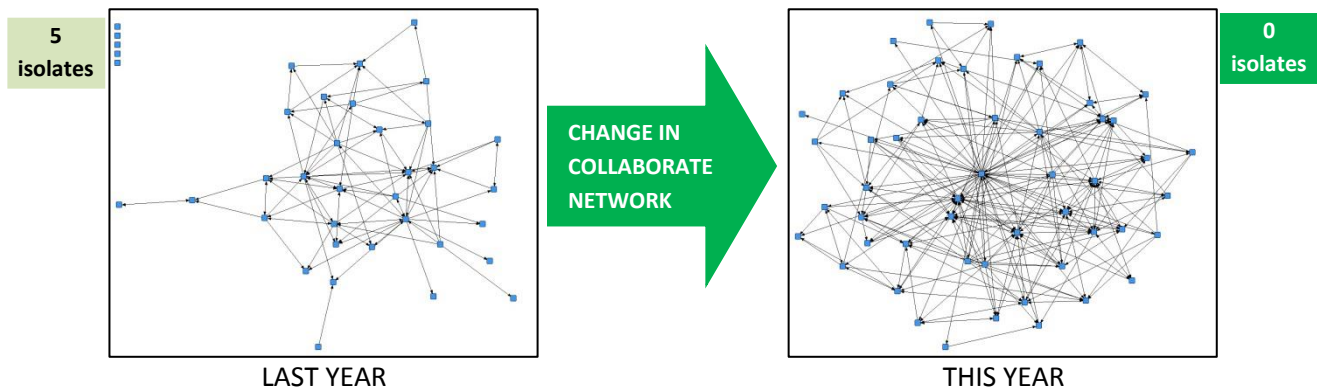 5
isolates
CHANGE IN
COLLABORATE
NETWORK
0
isolates
LAST YEAR
THIS YEAR